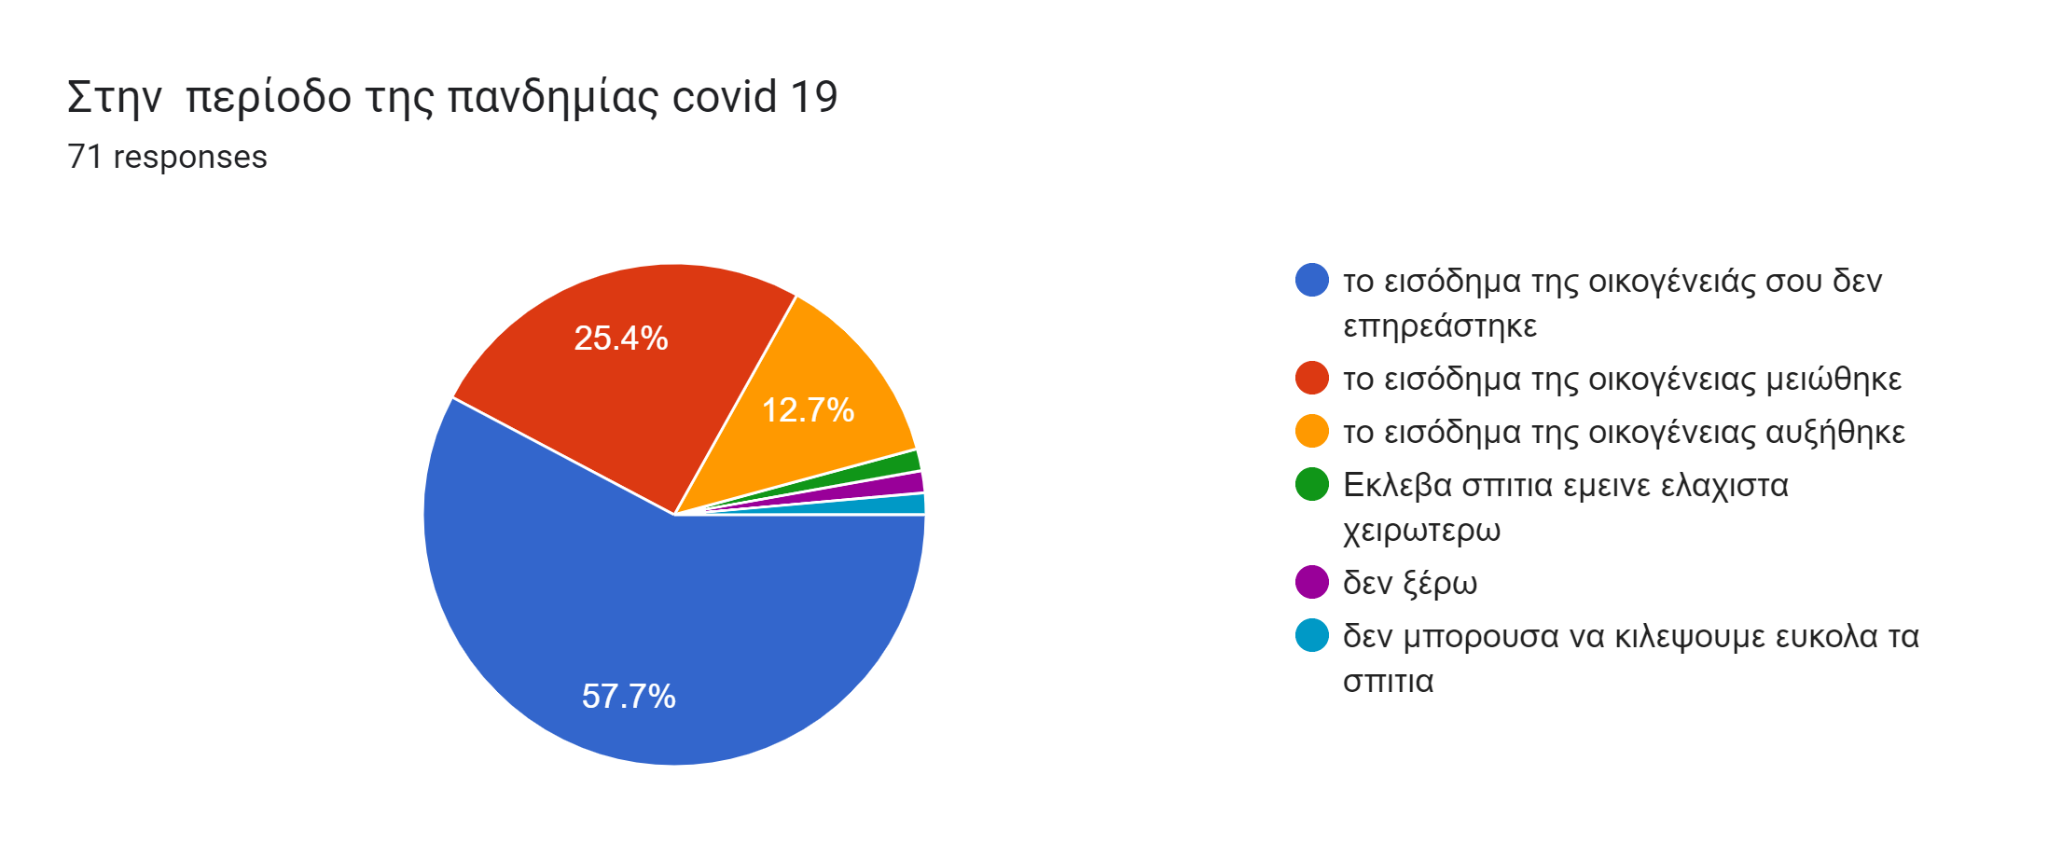 Στην  περίοδο της πανδημίας covid 19
71 responses
25.4%
12.7%
57.7%
το εισόδημα της οικογένειάς σου δεν
επηρεάστηκε
το εισόδημα της οικογένειας μειώθηκε
το εισόδημα της οικογένειας αυξήθηκε
Εκλεβα σπιτια εμεινε ελαχιστα
χειρωτερω
δεν ξέρω
δεν μπορουσα να κιλεψουμε ευκολα τα
σπιτια